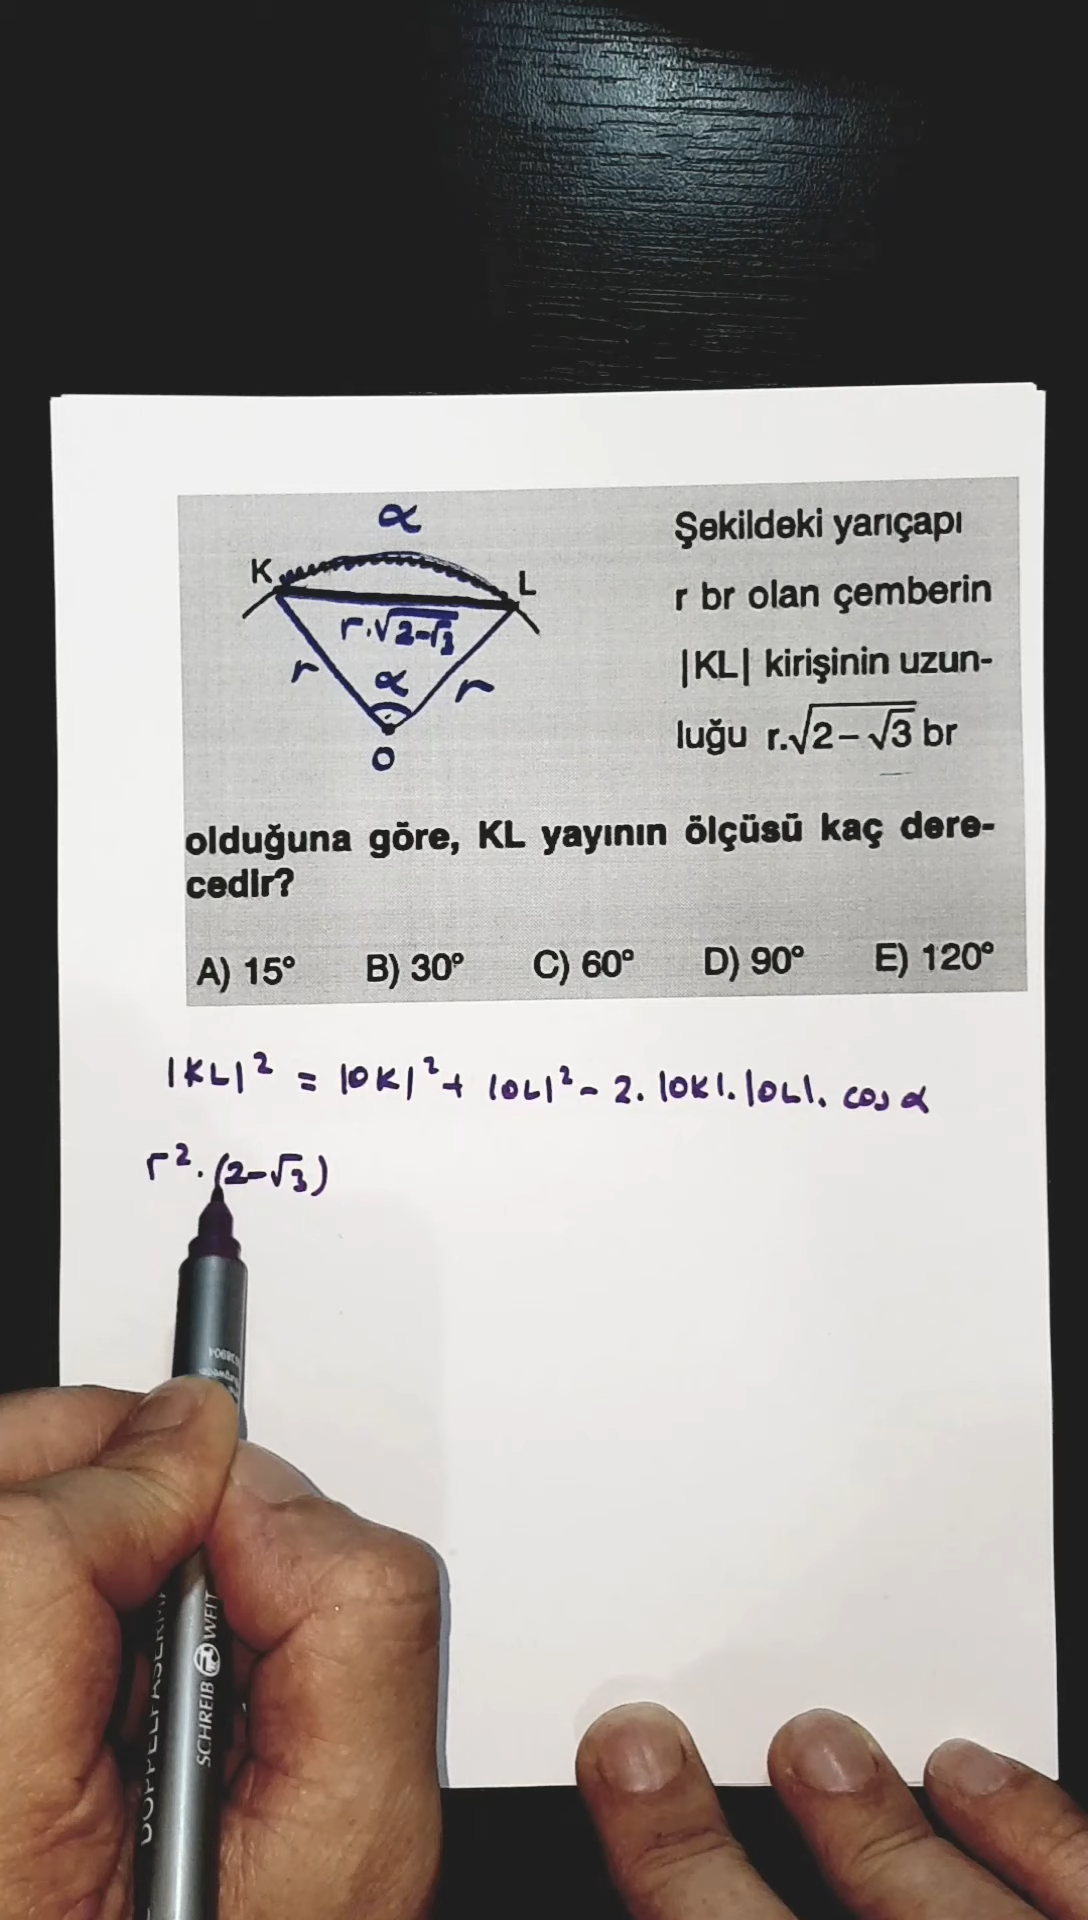 α
K
L
r.√2-√3
r
α
r
O
Şekildeki yarıçapı
r br olan çemberin
|KL| kirişinin uzun-
luğu r.√2-√3 br
olduğuna göre, KL yayının ölçüsü kaç dere-
cedir?
A) 15° B) 30° C) 60° D) 90° E) 120°
|KL|² = |OK|² + |OL|² - 2. |OK|. |OL|. cos α
r². (2-√3)
SCHREIB WELT